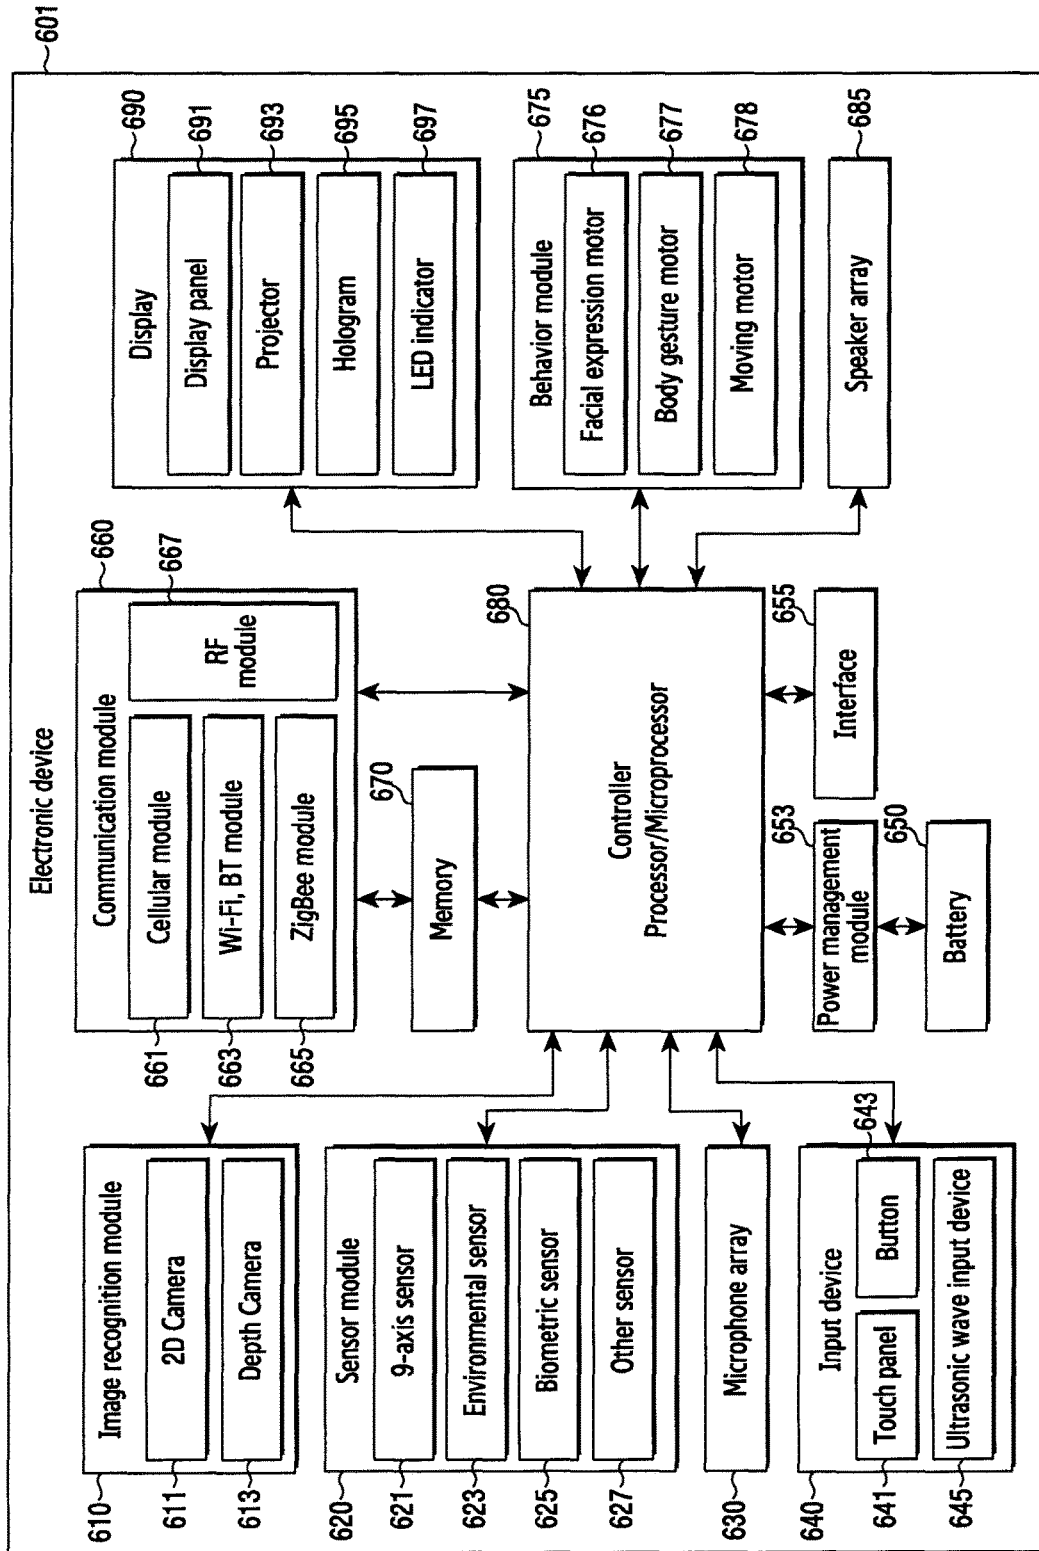 601
Electronic device
Image recognition module
610
2D Camera
611
Depth Camera
613
Sensor module
620
9-axis sensor
621
Environmental sensor
623
Biometric sensor
625
Other sensor
627
Microphone array
630
Input device
640
Touch panel
641
Button
643
Ultrasonic wave input device
645
Communication module
660
Cellular module
661
Wi-Fi, BT module
663
ZigBee module
665
RF
module
667
Memory
670
Controller
Processor/Microprocessor
680
Power management
module
653
Battery
650
Interface
655
Display
690
Display panel
691
Projector
693
Hologram
695
LED indicator
697
Behavior module
675
Facial expression motor
676
Body gesture motor
677
Moving motor
678
Speaker array
685